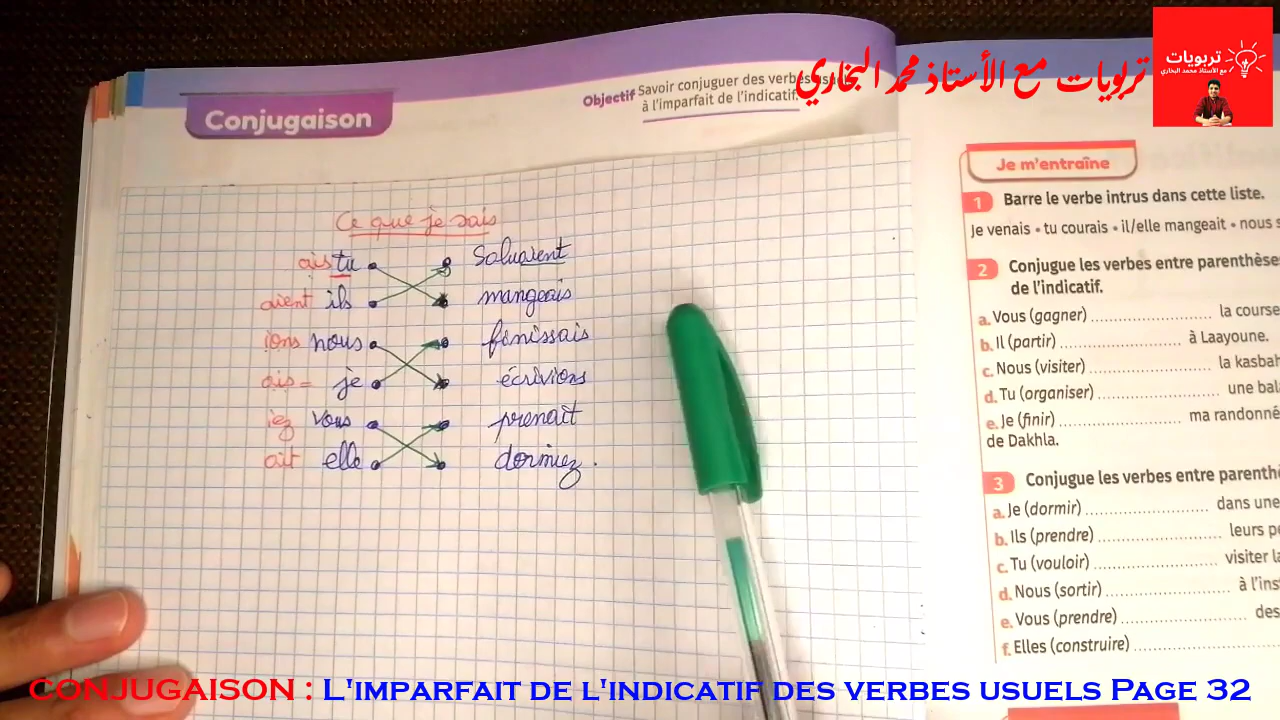 تربويات مع الأستاذ محمد البخاري
تربويات
مع الأستاذ محمد البخاري
Conjugaison
Objectif Savoir conjuguer des verbes
à l'imparfait de l'indicatif.
Ce que je sais
ais tu saluaient
aient ils mangeais
ions nous finissais
ais = je écrivions
iez vous prenait
ait elle dormiez.
Je m'entraîne
1 Barre le verbe intrus dans cette liste.
Je venais • tu courais • il/elle mangeait • nous
2 Conjugue les verbes entre parenthèses
de l'indicatif.
a. Vous (gagner) ........................ la course
b. Il (partir) ........................ à Laayoune.
c. Nous (visiter) ........................ la kasbah
d. Tu (organiser) ........................ une
e. Je (finir) ........................ ma
de Dakhla.
3 Conjugue les verbes entre
a. Je (dormir) ........................ dans une
b. Ils (prendre) ........................ leurs
c. Tu (vouloir) ........................ visiter
d. Nous (sortir) ........................ à
e. Vous (prendre) ........................ des
f. Elles (construire) ........................
CONJUGAISON : L'IMPARFAIT DE L'INDICATIF DES VERBES USUELS PAGE 32